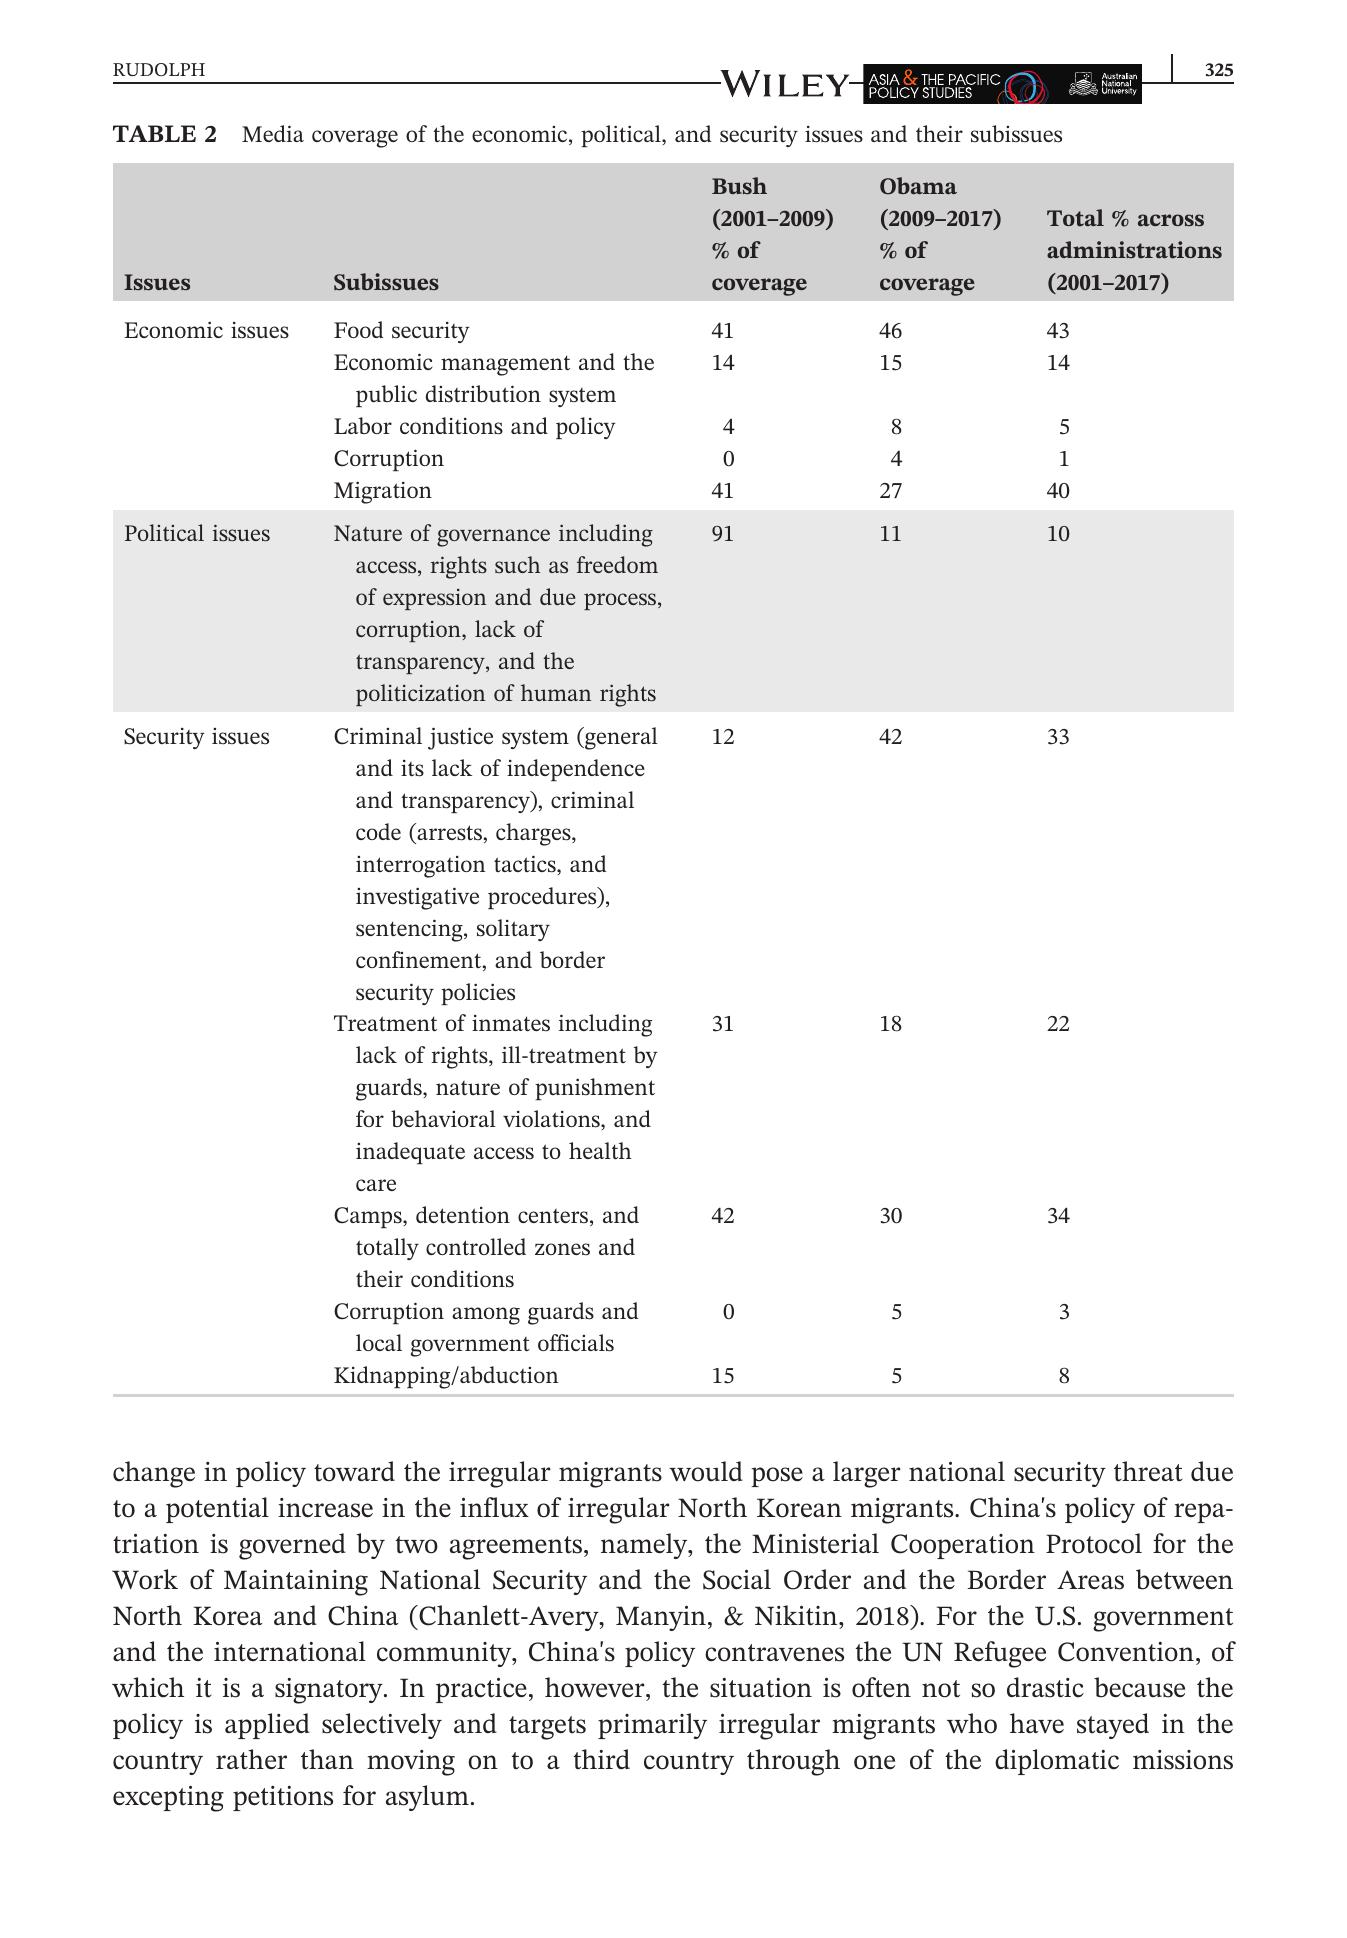 RUDOLPH
WILEY
ASIA & THE PACIFIC
POLICY STUDIES
Australian
National
University
325
TABLE 2 Media coverage of the economic, political, and security issues and their subissues
Issues Subissues Bush (2001–2009) % of coverage Obama (2009–2017) % of coverage Total % across administrations (2001–2017)
Economic issues Food security 41 46 43
Economic management and the 14 15 14
public distribution system
Labor conditions and policy 4 8 5
Corruption 0 4 1
Migration 41 27 40
Political issues Nature of governance including 91 11 10
access, rights such as freedom
of expression and due process,
corruption, lack of
transparency, and the
politicization of human rights
Security issues Criminal justice system (general 12 42 33
and its lack of independence
and transparency), criminal
code (arrests, charges,
interrogation tactics, and
investigative procedures),
sentencing, solitary
confinement, and border
security policies
Treatment of inmates including 31 18 22
lack of rights, ill-treatment by
guards, nature of punishment
for behavioral violations, and
inadequate access to health
care
Camps, detention centers, and 42 30 34
totally controlled zones and
their conditions
Corruption among guards and 0 5 3
local government officials
Kidnapping/abduction 15 5 8
change in policy toward the irregular migrants would pose a larger national security threat due
to a potential increase in the influx of irregular North Korean migrants. China's policy of repa-
triation is governed by two agreements, namely, the Ministerial Cooperation Protocol for the
Work of Maintaining National Security and the Social Order and the Border Areas between
North Korea and China (Chanlett-Avery, Manyin, & Nikitin, 2018). For the U.S. government
and the international community, China's policy contravenes the UN Refugee Convention, of
which it is a signatory. In practice, however, the situation is often not so drastic because the
policy is applied selectively and targets primarily irregular migrants who have stayed in the
country rather than moving on to a third country through one of the diplomatic missions
excepting petitions for asylum.